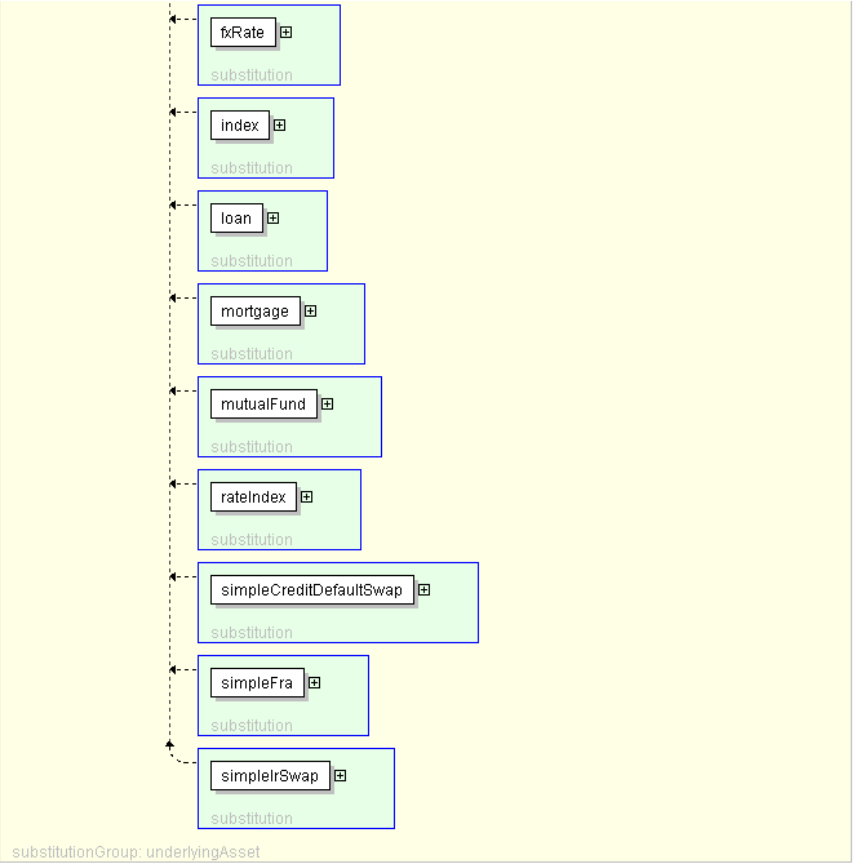 fxRate
substitution
index
substitution
loan
substitution
mortgage
substitution
mutualFund
substitution
rateIndex
substitution
simpleCreditDefaultSwap
substitution
simpleFra
substitution
simpleIrSwap
substitution
substitutionGroup: underlyingAsset